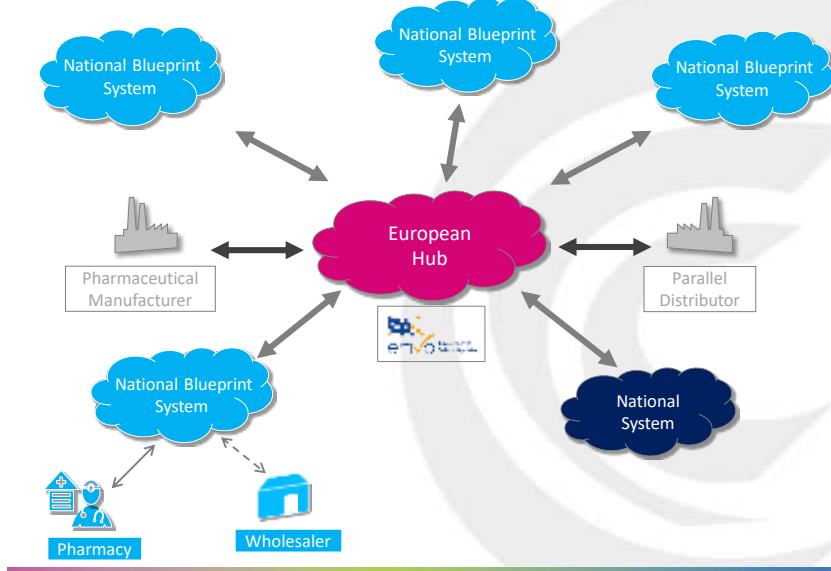 National Blueprint
System
National Blueprint
System
National Blueprint
System
European
Hub
Pharmaceutical
Manufacturer
Parallel
Distributor
National Blueprint
System
National
System
Pharmacy
Wholesaler